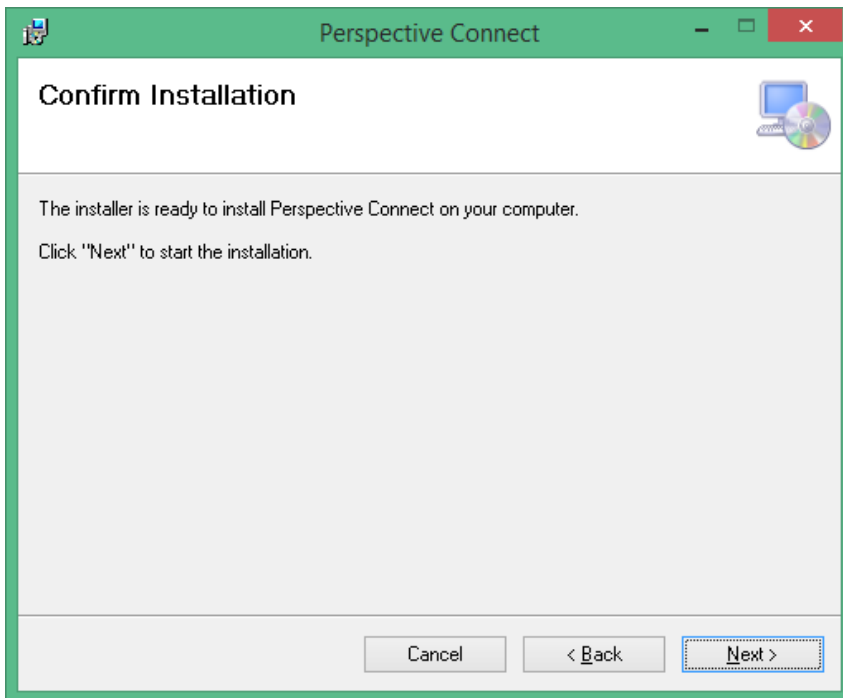 Perspective Connect
Confirm Installation
The installer is ready to install Perspective Connect on your computer.
Click "Next" to start the installation.
Cancel
< Back
Next >